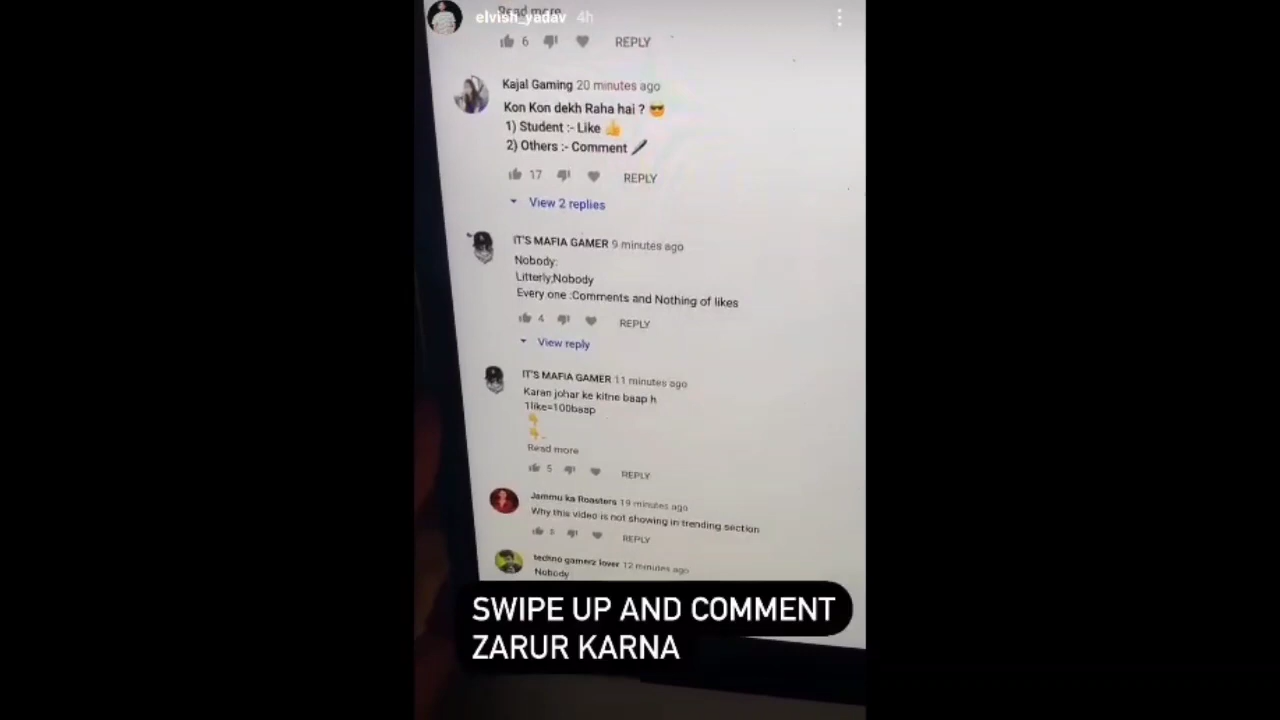 Read more
elvish_yadav 4h
6 REPLY
Kajal Gaming 20 minutes ago
Kon Kon dekh Raha hai ? 😎
1) Student :- Like 👍
2) Others :- Comment 🖊
17 REPLY
View 2 replies
IT'S MAFIA GAMER 9 minutes ago
Nobody:
Litterly;Nobody
Every one :Comments and Nothing of likes
4 REPLY
View reply
IT'S MAFIA GAMER 11 minutes ago
Karan johar ke kitne baap h
1like=100baap
👇
👇..
Read more
5 REPLY
Jammu ka Roasters 19 minutes ago
Why this video is not showing in trending section
5 REPLY
techno gamerz lover 12 minutes ago
Nobody
SWIPE UP AND COMMENT
ZARUR KARNA